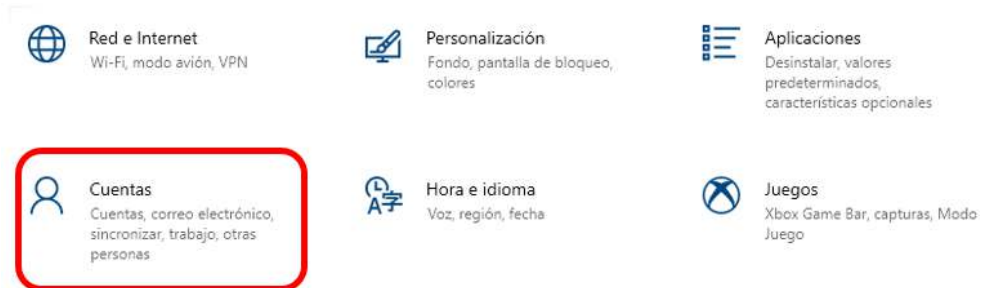 Red e Internet
Wi-Fi, modo avión, VPN
Personalización
Fondo, pantalla de bloqueo,
colores
Aplicaciones
Desinstalar, valores
predeterminados,
características opcionales
Cuentas
Cuentas, correo electrónico,
sincronizar, trabajo, otras
personas
Hora e idioma
Voz, región, fecha
Juegos
Xbox Game Bar, capturas, Modo
Juego